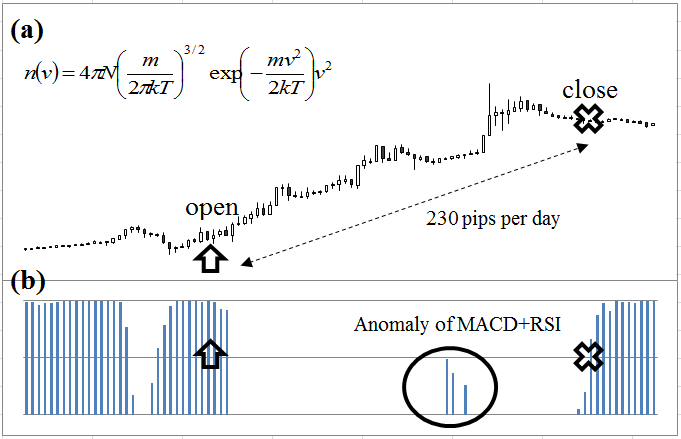 (a)
n(v) = 4πN(m/2πkT)^3/2 exp(−mv²/2kT)v²
close
open
230 pips per day
(b)
Anomaly of MACD+RSI